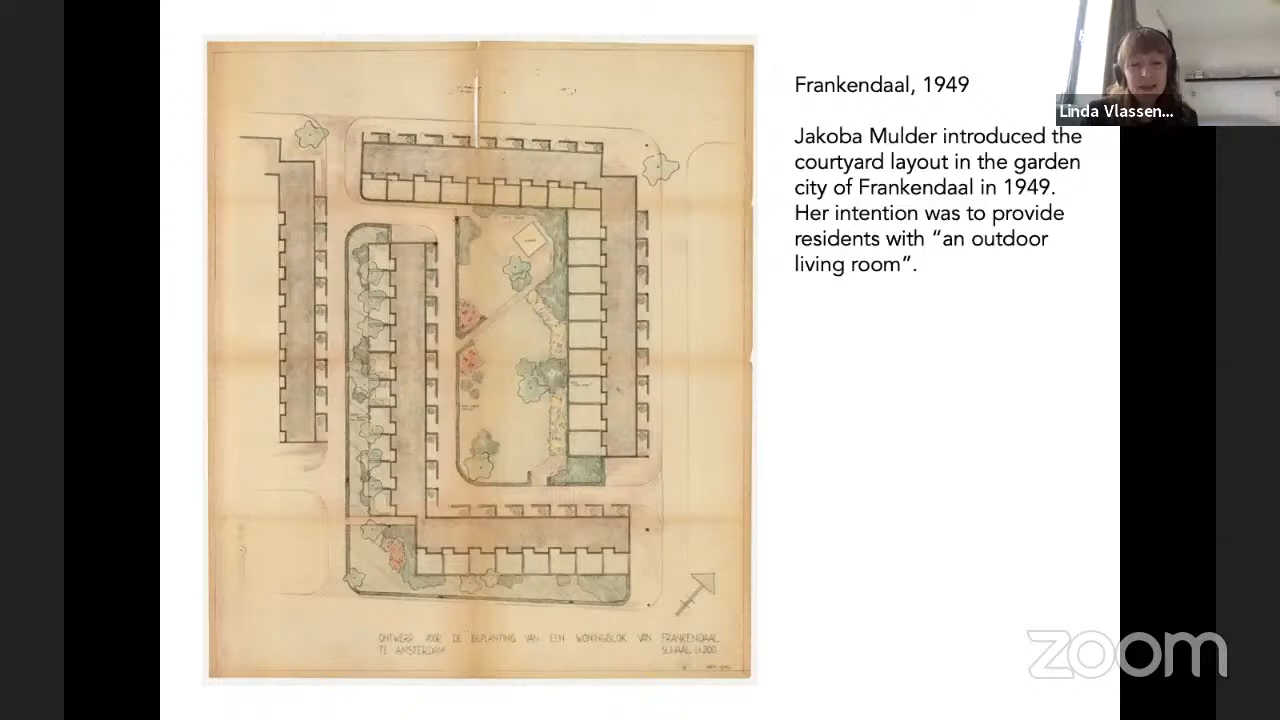 Frankendaal, 1949
Jakoba Mulder introduced the
courtyard layout in the garden
city of Frankendaal in 1949.
Her intention was to provide
residents with “an outdoor
living room”.
Linda Vlassen...
ONTWERP VOOR DE BEPLANTING VAN EEN WONINGBLOK VAN FRANKENDAAL
TE AMSTERDAM SCHAAL 1:200
zoom